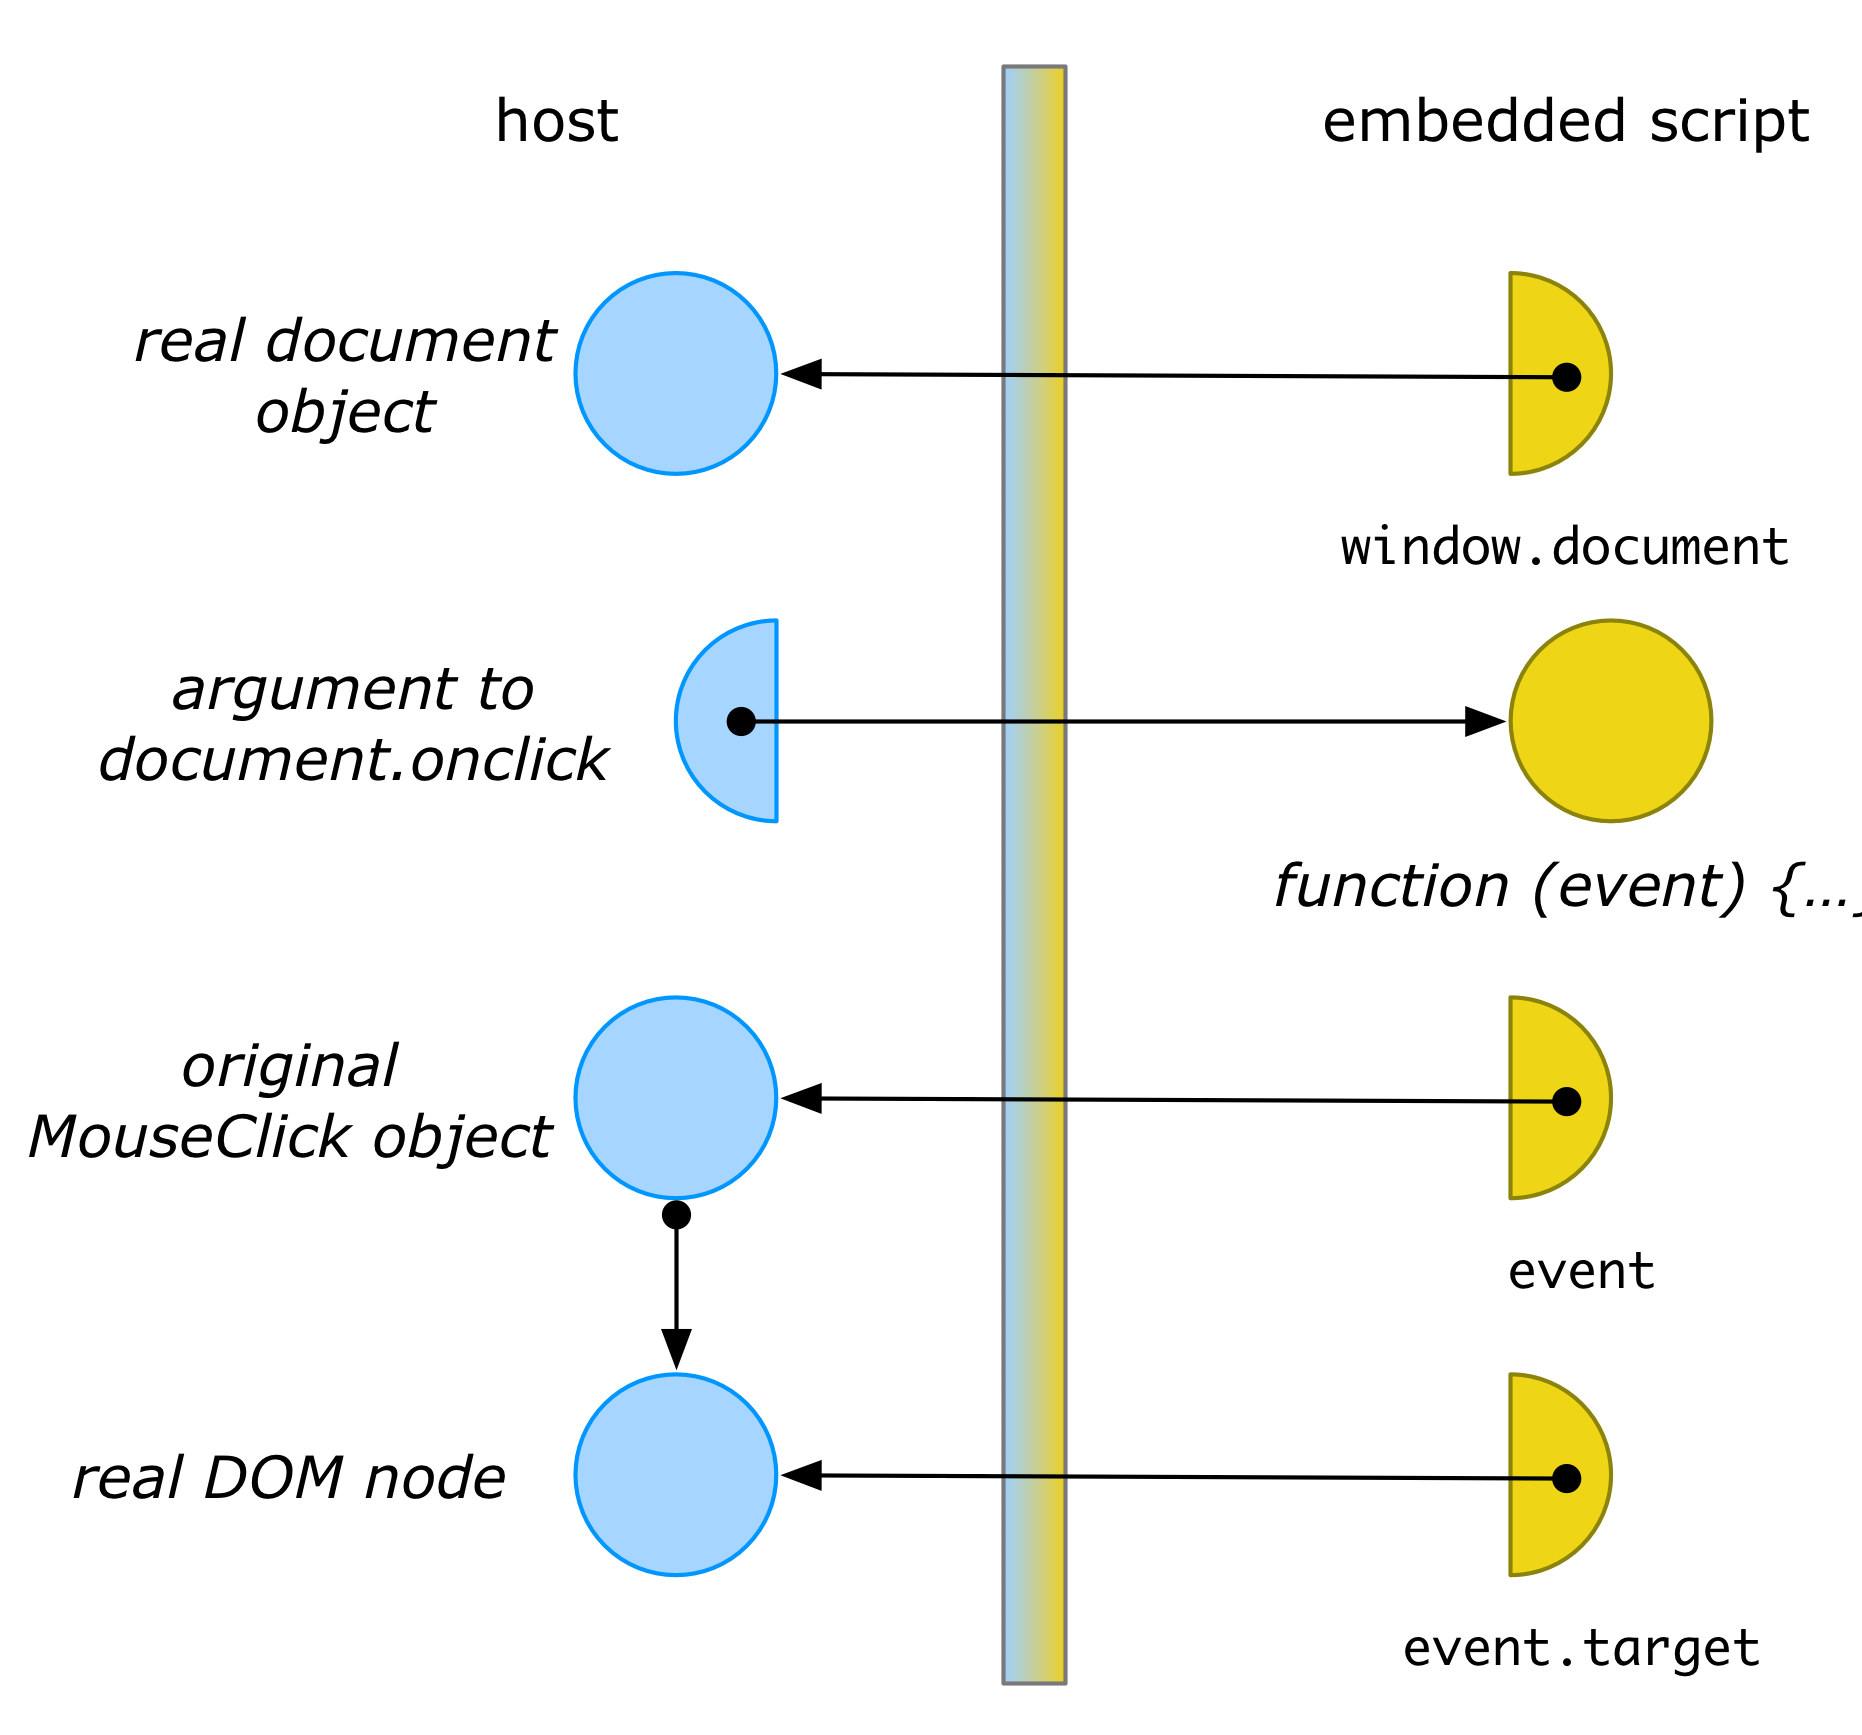 host
embedded script
real document
object
window.document
argument to
document.onclick
function (event) {...}
original
MouseClick object
event
real DOM node
event.target